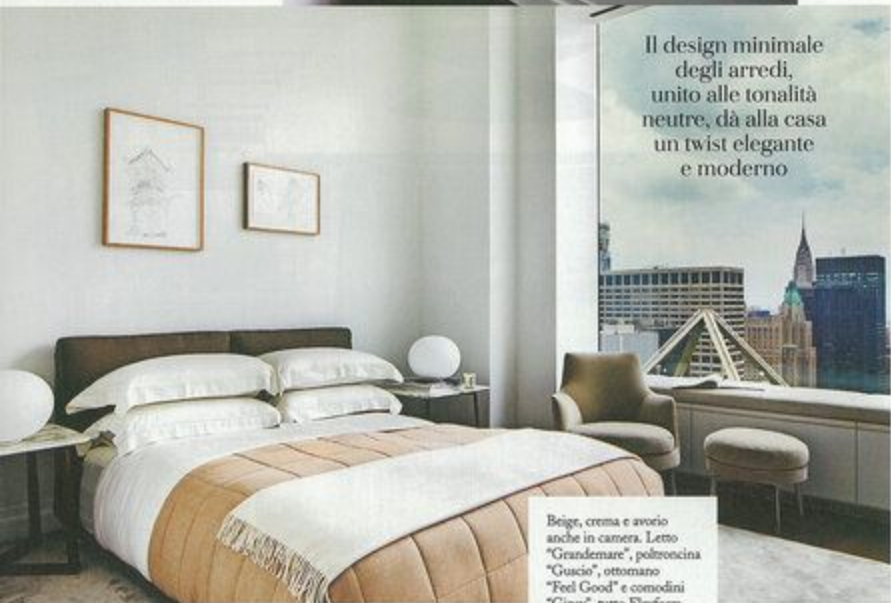 Il design minimale
degli arredi,
unito alle tonalità
neutre, dà alla casa
un twist elegante
e moderno
Beige, crema e avorio
anche in camera. Letto
"Grandemare", poltroncina
"Guscio", ottomano
"Feel Good" e comodini